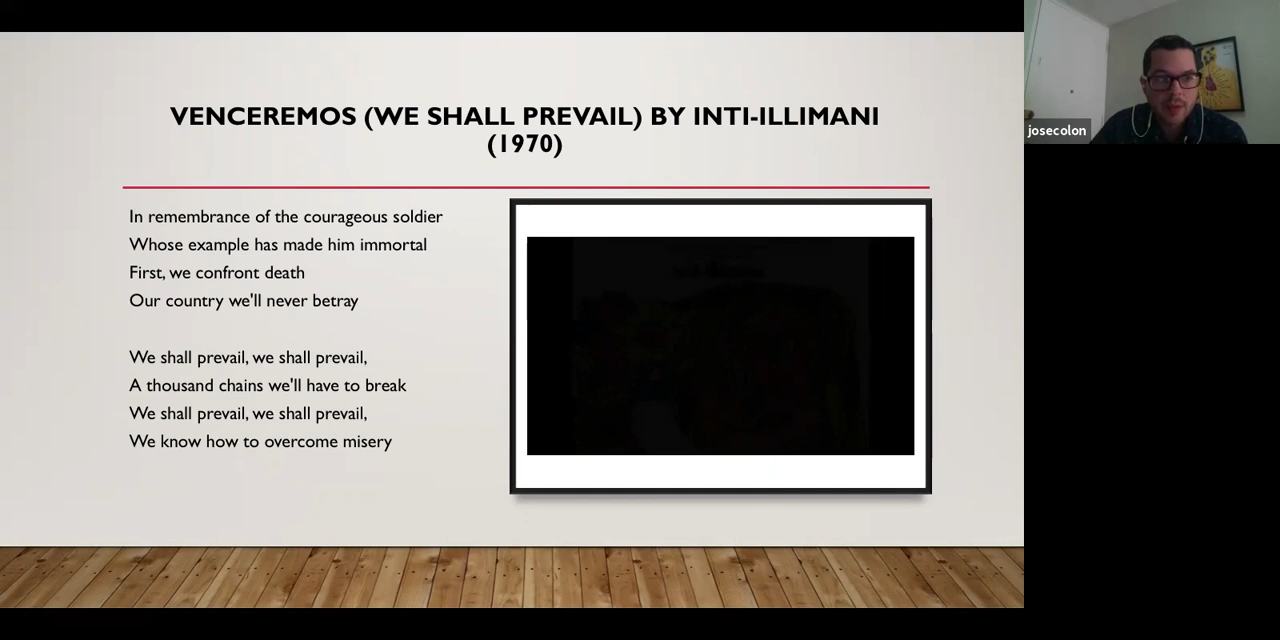 VENCEREMOS (WE SHALL PREVAIL) BY INTI-ILLIMANI
(1970)
In remembrance of the courageous soldier
Whose example has made him immortal
First, we confront death
Our country we'll never betray
We shall prevail, we shall prevail,
A thousand chains we'll have to break
We shall prevail, we shall prevail,
We know how to overcome misery
josecolon